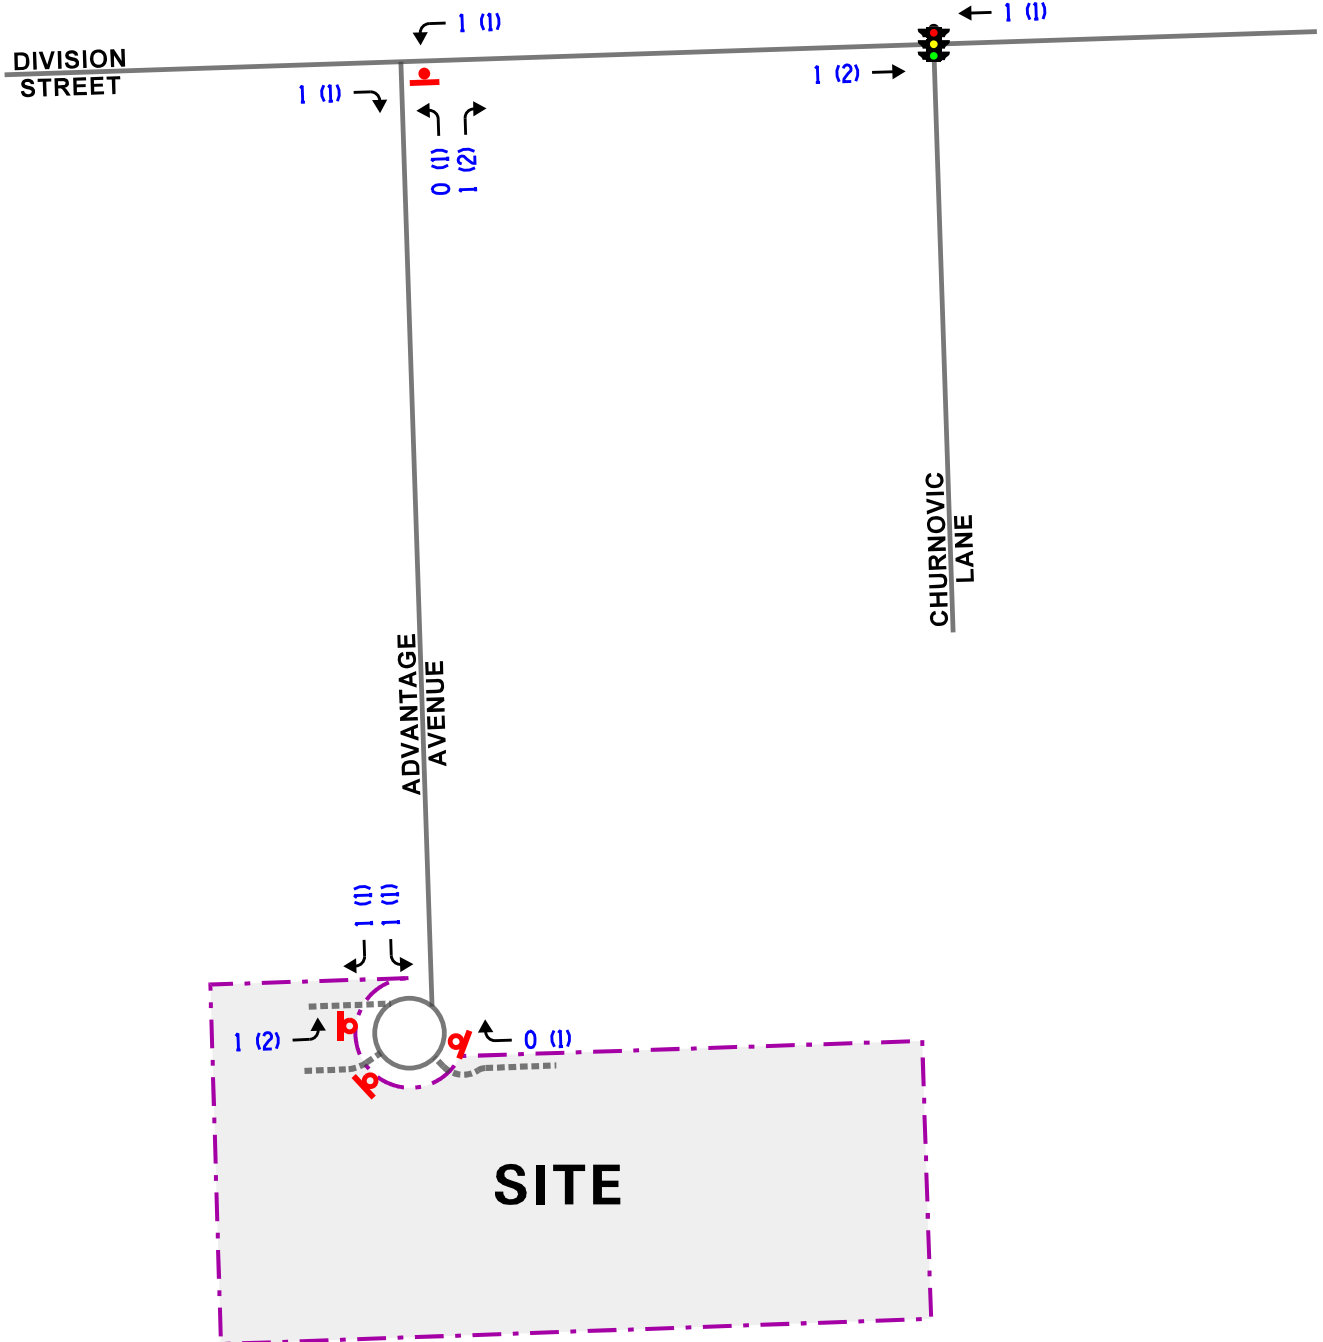 1 (1)
1 (1)
DIVISION
STREET
1 (2)
1 (1)
0 (1)
1 (2)
CHURNOVIC
LANE
ADVANTAGE
AVENUE
1 (1)
1 (1)
1 (2)
0 (1)
SITE